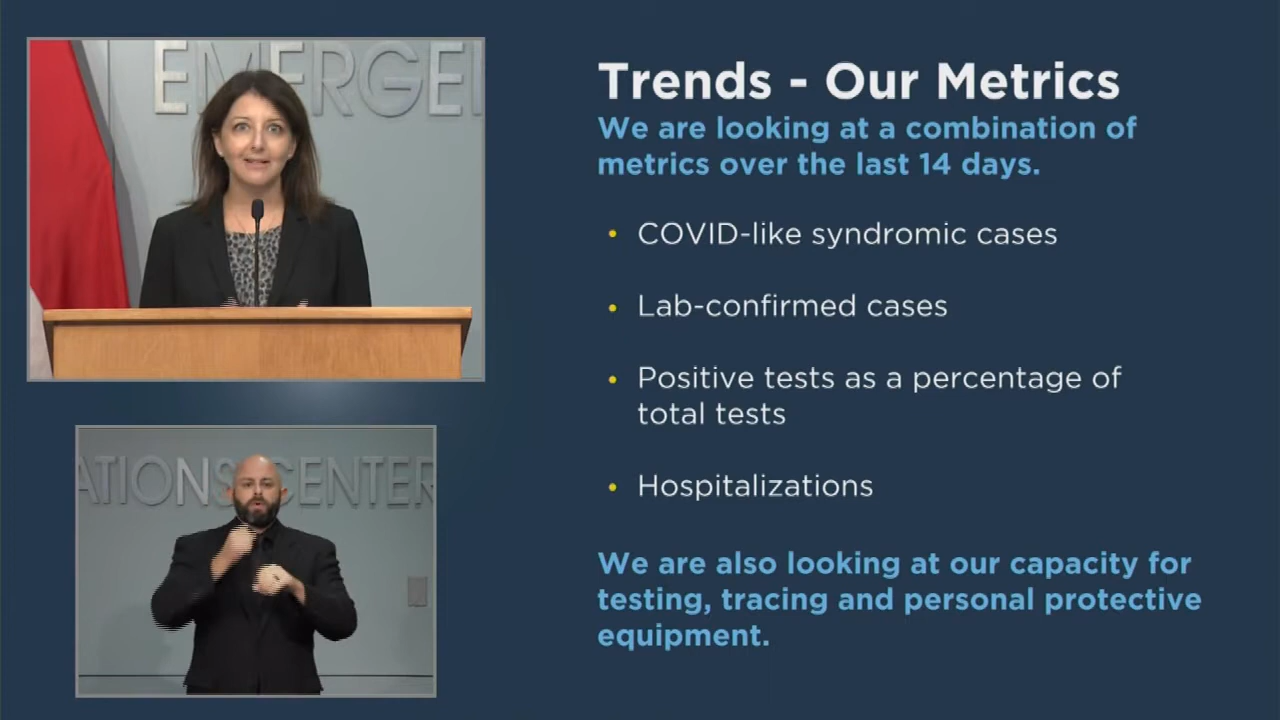 EMERGE
ATIONS CENTER
Trends - Our Metrics
We are looking at a combination of
metrics over the last 14 days.
• COVID-like syndromic cases
• Lab-confirmed cases
• Positive tests as a percentage of
total tests
• Hospitalizations
We are also looking at our capacity for
testing, tracing and personal protective
equipment.